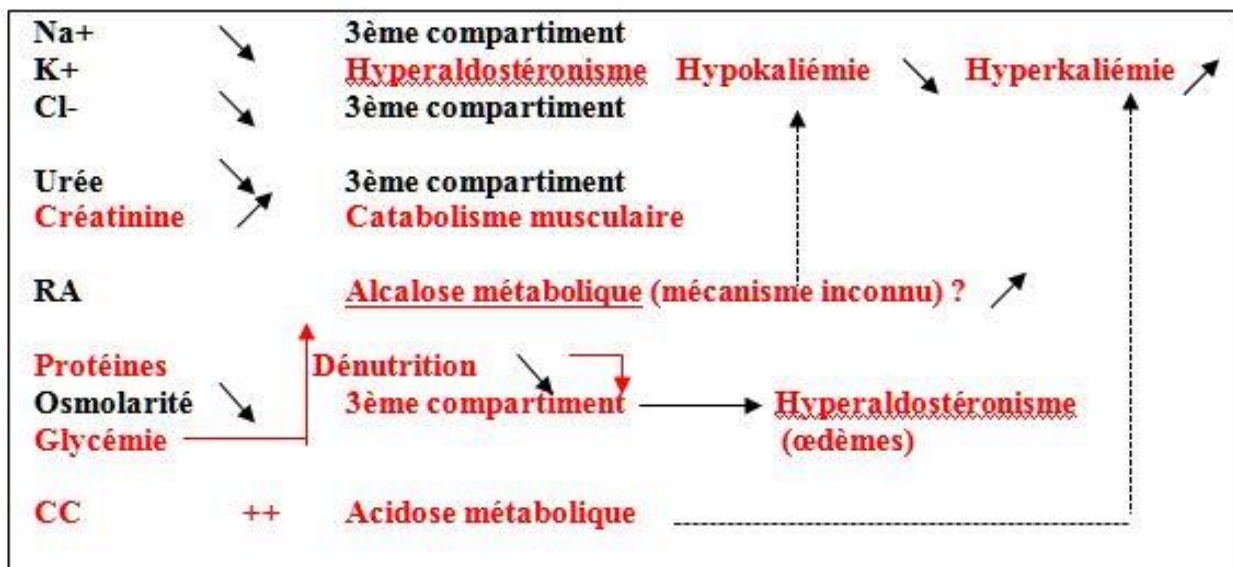 Na+ 3ème compartiment
K+ Hyperaldostéronisme Hypokaliémie Hyperkaliémie
Cl- 3ème compartiment
Urée 3ème compartiment
Créatinine Catabolisme musculaire
RA Alcalose métabolique (mécanisme inconnu) ?
Protéines Dénutrition
Osmolarité 3ème compartiment Hyperaldostéronisme
Glycémie (œdèmes)
CC ++ Acidose métabolique